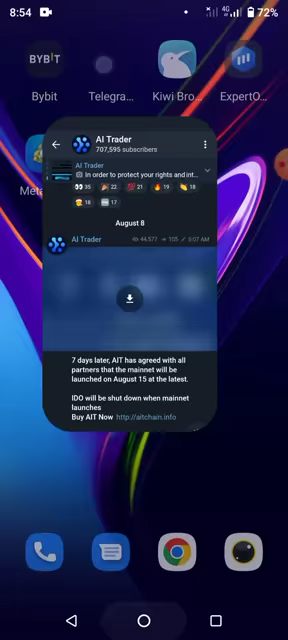 8:54 4G 72%
BYBIT
Bybit Telegra... Kiwi Bro... ExpertO...
AI Trader
707,595 subscribers
AI Trader
In order to protect your rights and int...
35 22 21 19 18
18 17
August 8
AI Trader 44,577 105 6:07 AM
7 days later, AIT has agreed with all
partners that the mainnet will be
launched on August 15 at the latest.
IDO will be shut down when mainnet
launches
Buy AIT Now http://aitchain.info